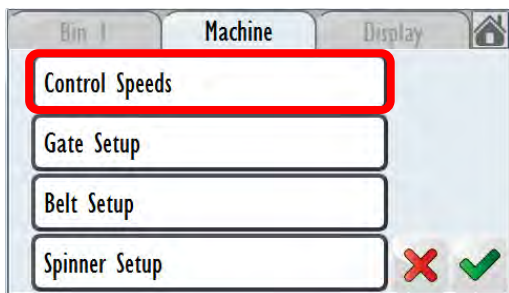 Bin 1 Machine Display
Control Speeds
Gate Setup
Belt Setup
Spinner Setup